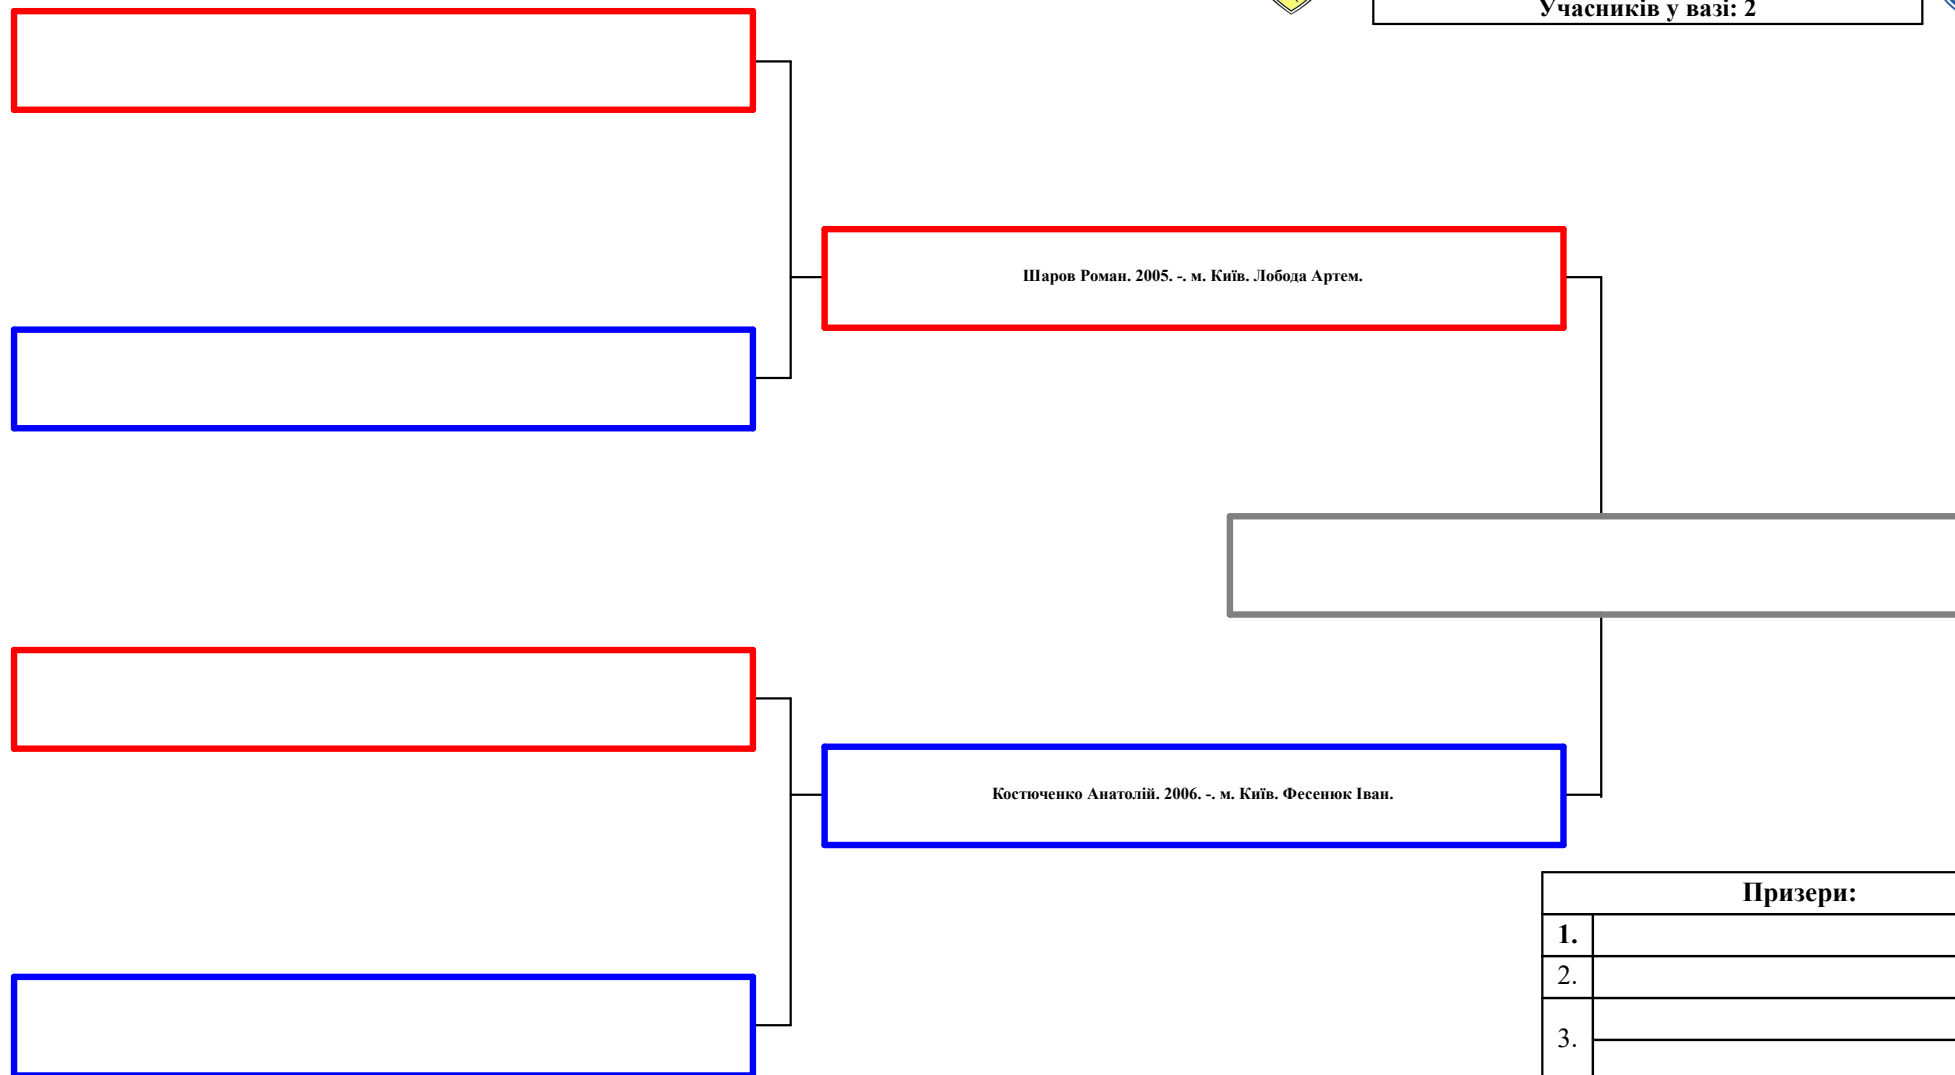 Учасників у вазі: 2
Шаров Роман. 2005. -. м. Київ. Лобода Артем.
Костюченко Анатолій. 2006. -. м. Київ. Фесенюк Іван.
Призери:
1.
2.
3.